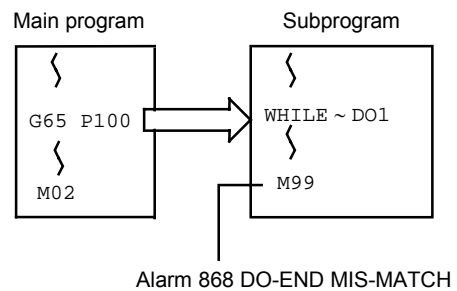 Main program
Subprogram
G65 P100
M02
WHILE ~ DO1
M99
Alarm 868 DO-END MIS-MATCH